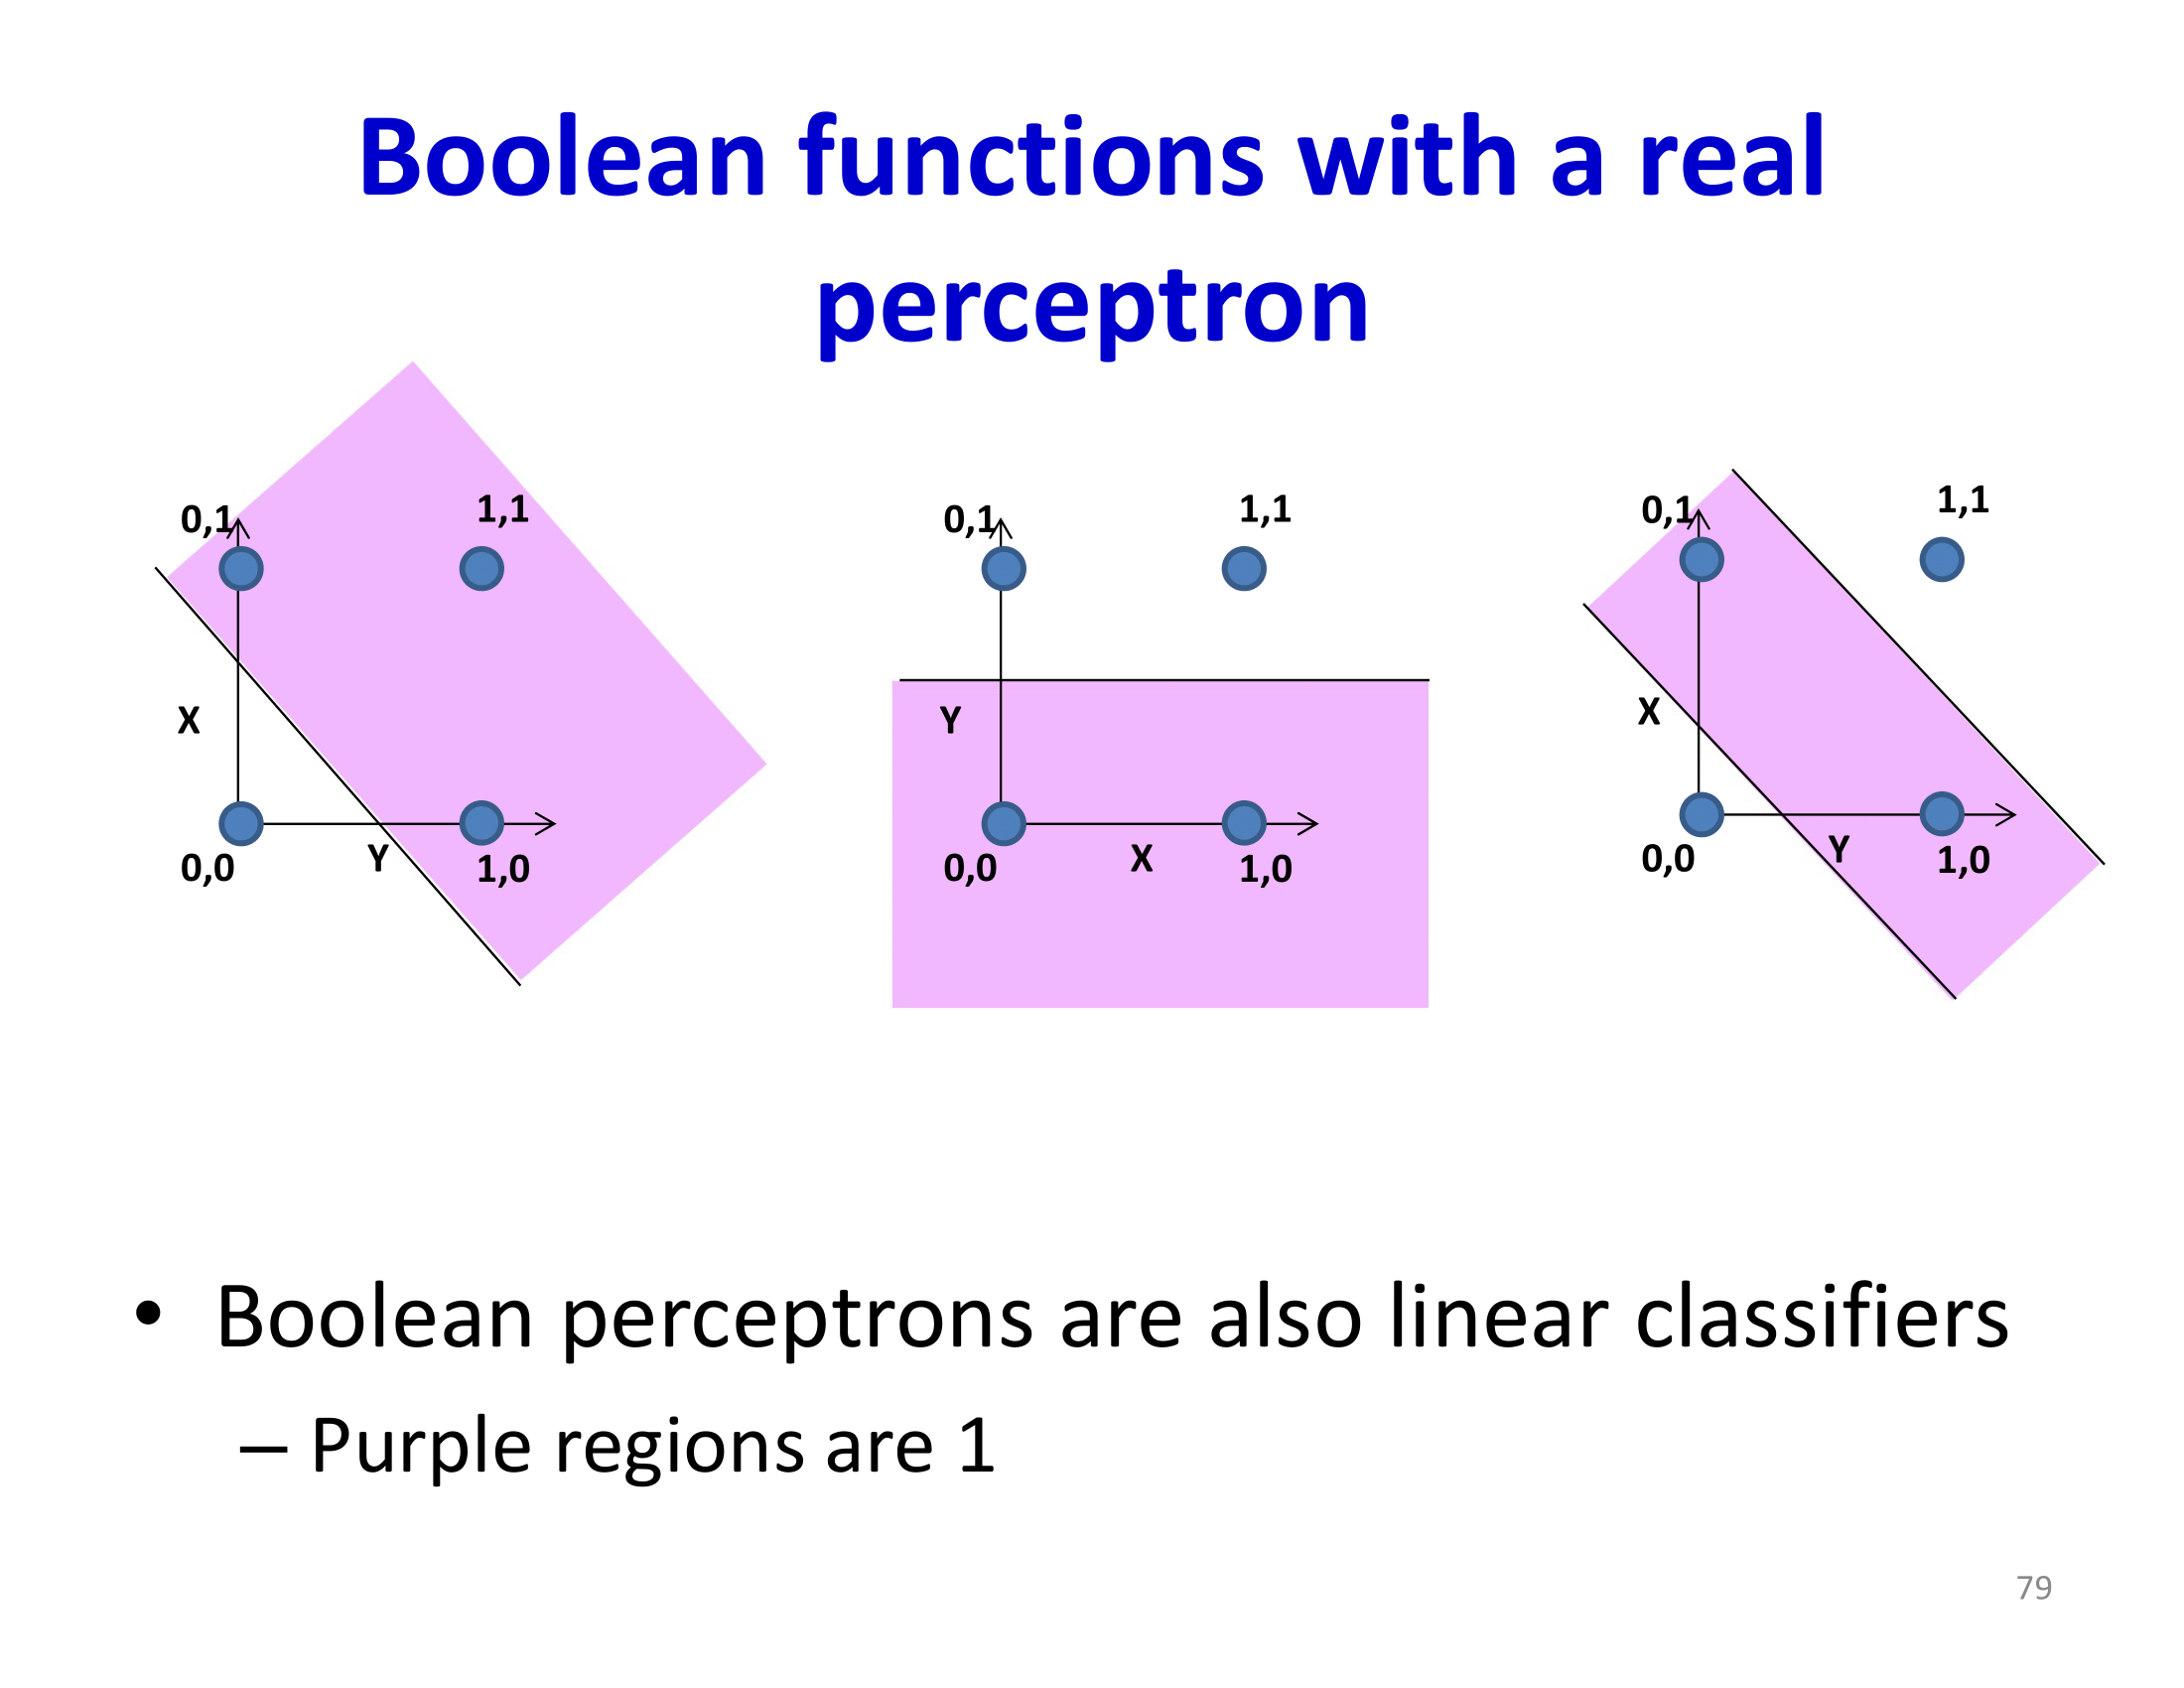 Boolean functions with a real
perceptron
0,1
1,1
X
0,0
Y
1,0
0,1
1,1
Y
0,0
X
1,0
0,1
1,1
X
0,0
Y
1,0
• Boolean perceptrons are also linear classifiers
– Purple regions are 1
79